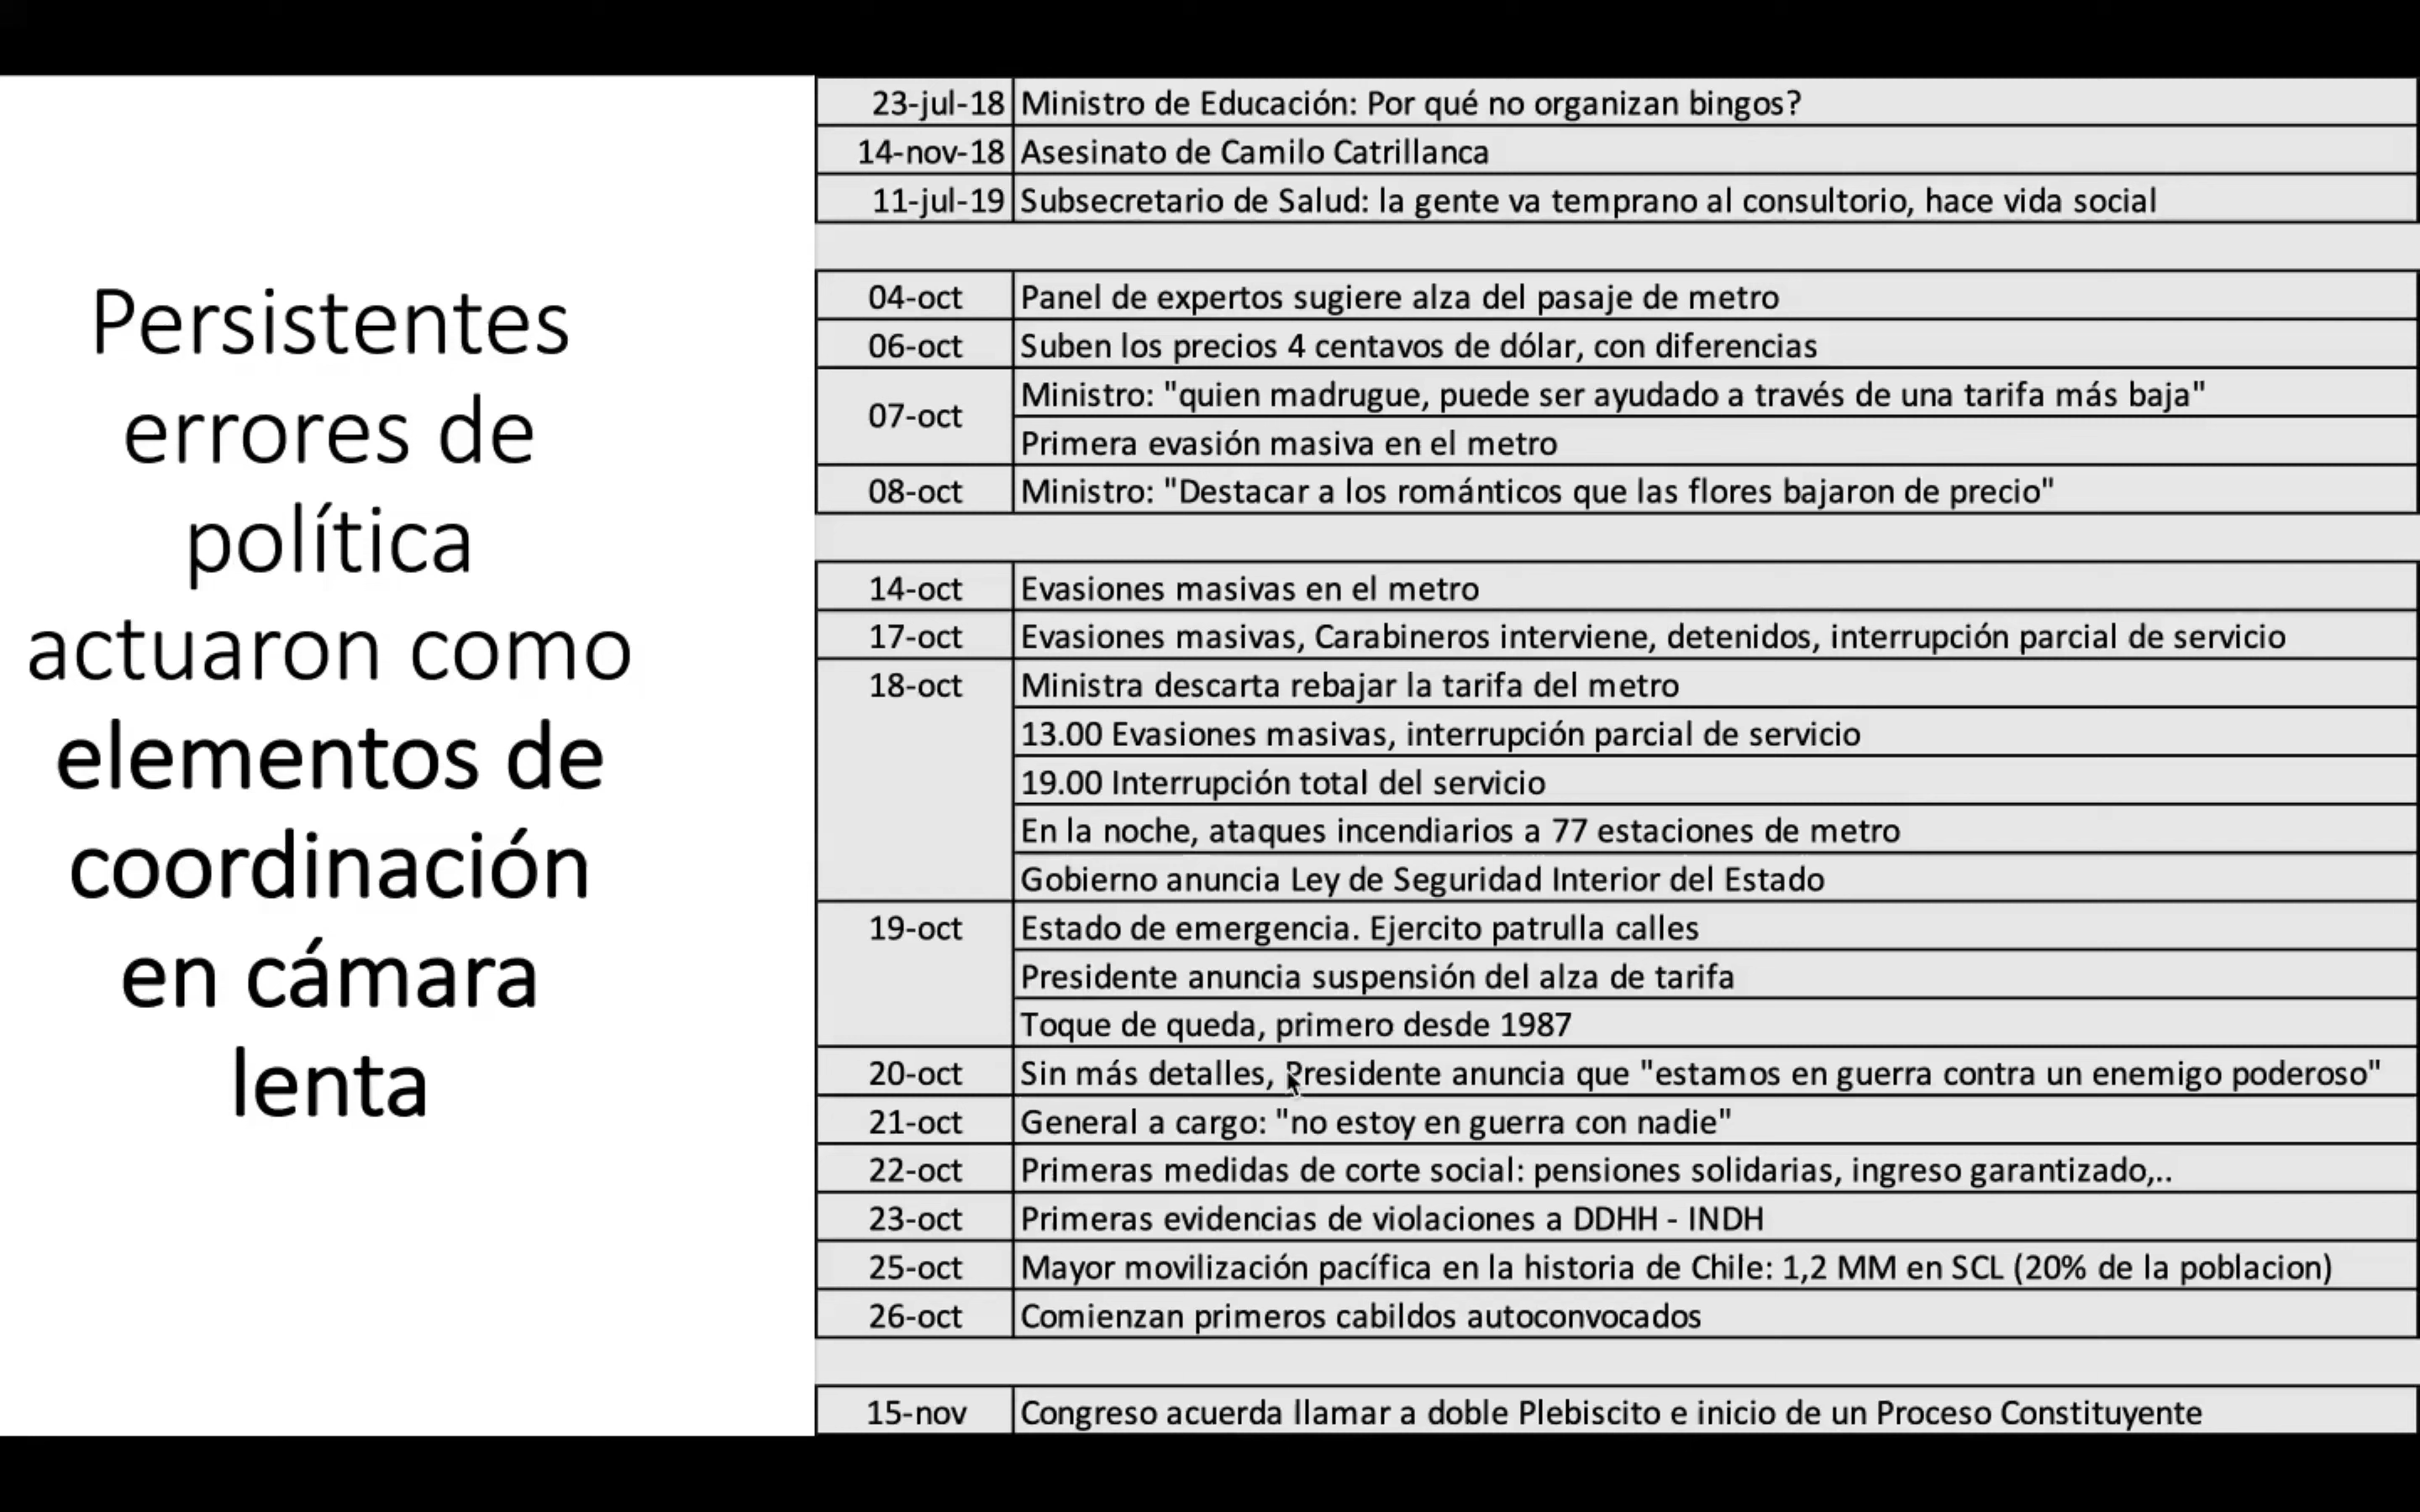 Persistentes
errores de
política
actuaron como
elementos de
coordinación
en cámara
lenta
23-jul-18 Ministro de Educación: Por qué no organizan bingos?
14-nov-18 Asesinato de Camilo Catrillanca
11-jul-19 Subsecretario de Salud: la gente va temprano al consultorio, hace vida social
04-oct Panel de expertos sugiere alza del pasaje de metro
06-oct Suben los precios 4 centavos de dólar, con diferencias
07-oct Ministro: "quien madrugue, puede ser ayudado a través de una tarifa más baja"
Primera evasión masiva en el metro
08-oct Ministro: "Destacar a los románticos que las flores bajaron de precio"
14-oct Evasiones masivas en el metro
17-oct Evasiones masivas, Carabineros interviene, detenidos, interrupción parcial de servicio
18-oct Ministra descarta rebajar la tarifa del metro
13.00 Evasiones masivas, interrupción parcial de servicio
19.00 Interrupción total del servicio
En la noche, ataques incendiarios a 77 estaciones de metro
Gobierno anuncia Ley de Seguridad Interior del Estado
19-oct Estado de emergencia. Ejercito patrulla calles
Presidente anuncia suspensión del alza de tarifa
Toque de queda, primero desde 1987
20-oct Sin más detalles, Presidente anuncia que "estamos en guerra contra un enemigo poderoso"
21-oct General a cargo: "no estoy en guerra con nadie"
22-oct Primeras medidas de corte social: pensiones solidarias, ingreso garantizado,..
23-oct Primeras evidencias de violaciones a DDHH - INDH
25-oct Mayor movilización pacífica en la historia de Chile: 1,2 MM en SCL (20% de la poblacion)
26-oct Comienzan primeros cabildos autoconvocados
15-nov Congreso acuerda llamar a doble Plebiscito e inicio de un Proceso Constituyente